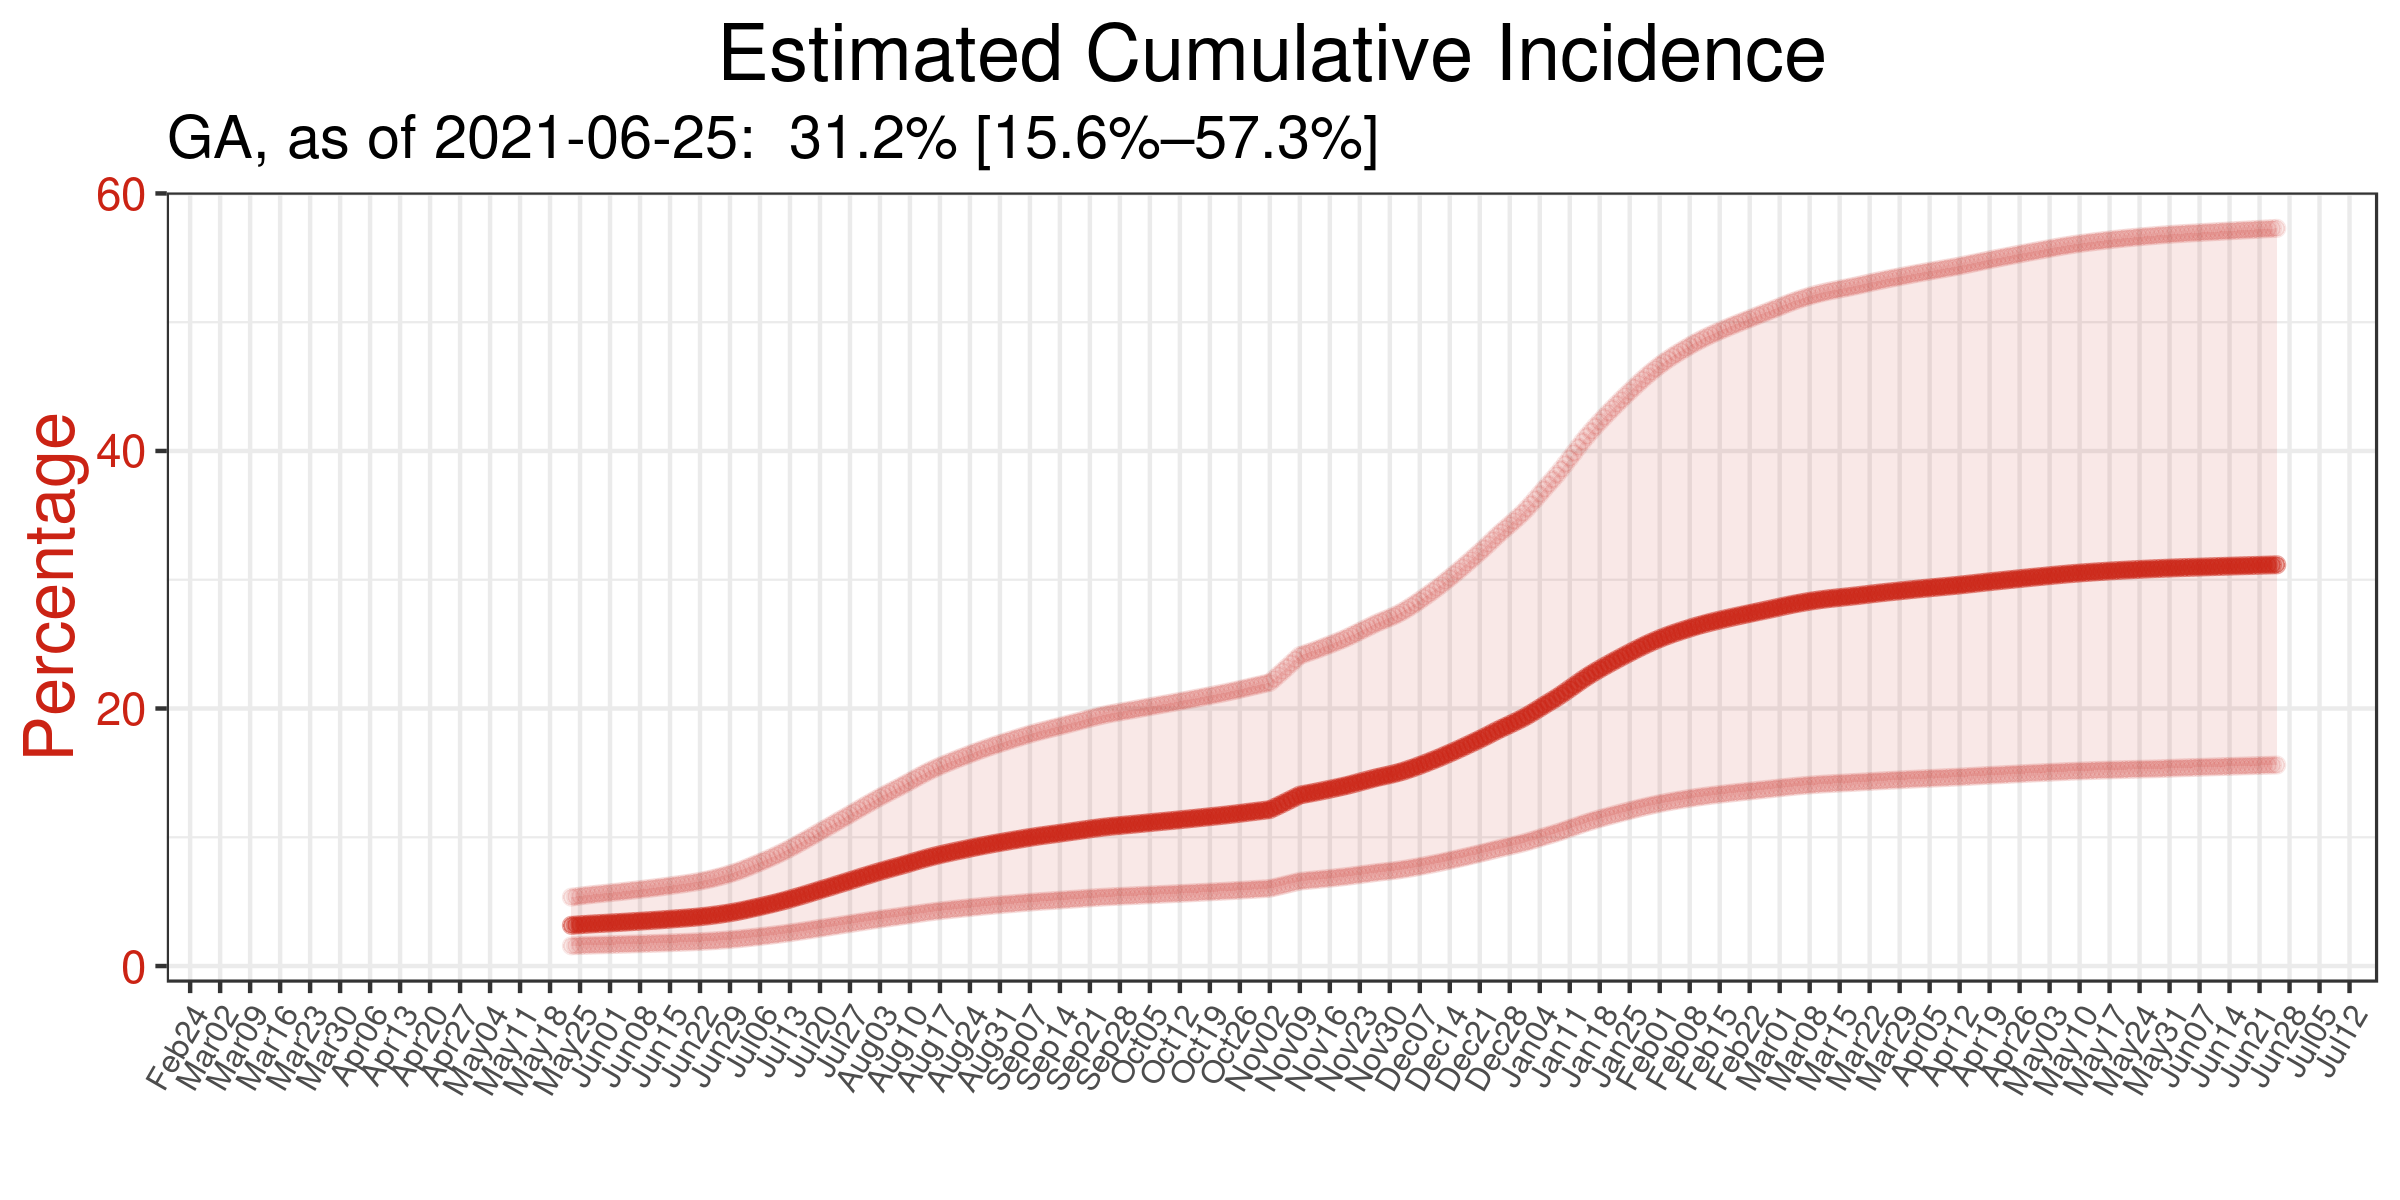 Estimated Cumulative Incidence
GA, as of 2021-06-25:  31.2% [15.6%–57.3%]
Percentage
60
40
20
0
Feb24
Mar02
Mar09
Mar16
Mar23
Mar30
Apr06
Apr13
Apr20
Apr27
May04
May11
May18
May25
Jun01
Jun08
Jun15
Jun22
Jun29
Jul06
Jul13
Jul20
Jul27
Aug03
Aug10
Aug17
Aug24
Aug31
Sep07
Sep14
Sep21
Sep28
Oct05
Oct12
Oct19
Oct26
Nov02
Nov09
Nov16
Nov23
Nov30
Dec07
Dec14
Dec21
Dec28
Jan04
Jan11
Jan18
Jan25
Feb01
Feb08
Feb15
Feb22
Mar01
Mar08
Mar15
Mar22
Mar29
Apr05
Apr12
Apr19
Apr26
May03
May10
May17
May24
May31
Jun07
Jun14
Jun21
Jun28
Jul05
Jul12